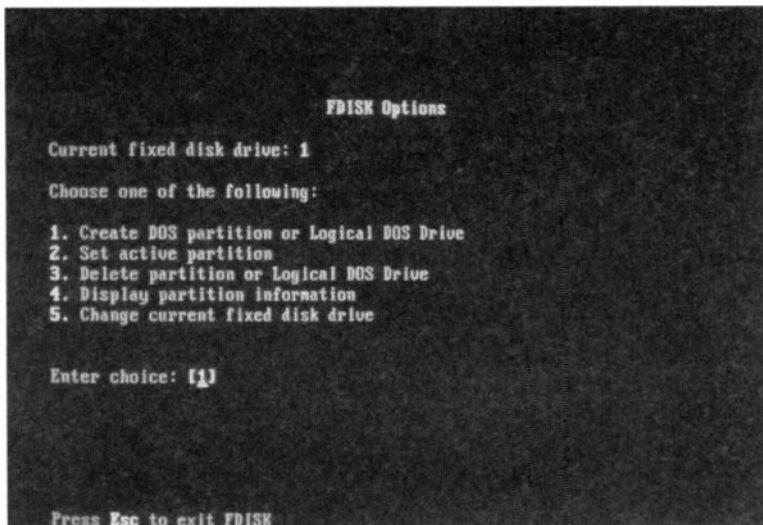 FDISK Options
Current fixed disk drive: 1
Choose one of the following:
1. Create DOS partition or Logical DOS Drive
2. Set active partition
3. Delete partition or Logical DOS Drive
4. Display partition information
5. Change current fixed disk drive
Enter choice: [1]
Press Esc to exit FDISK